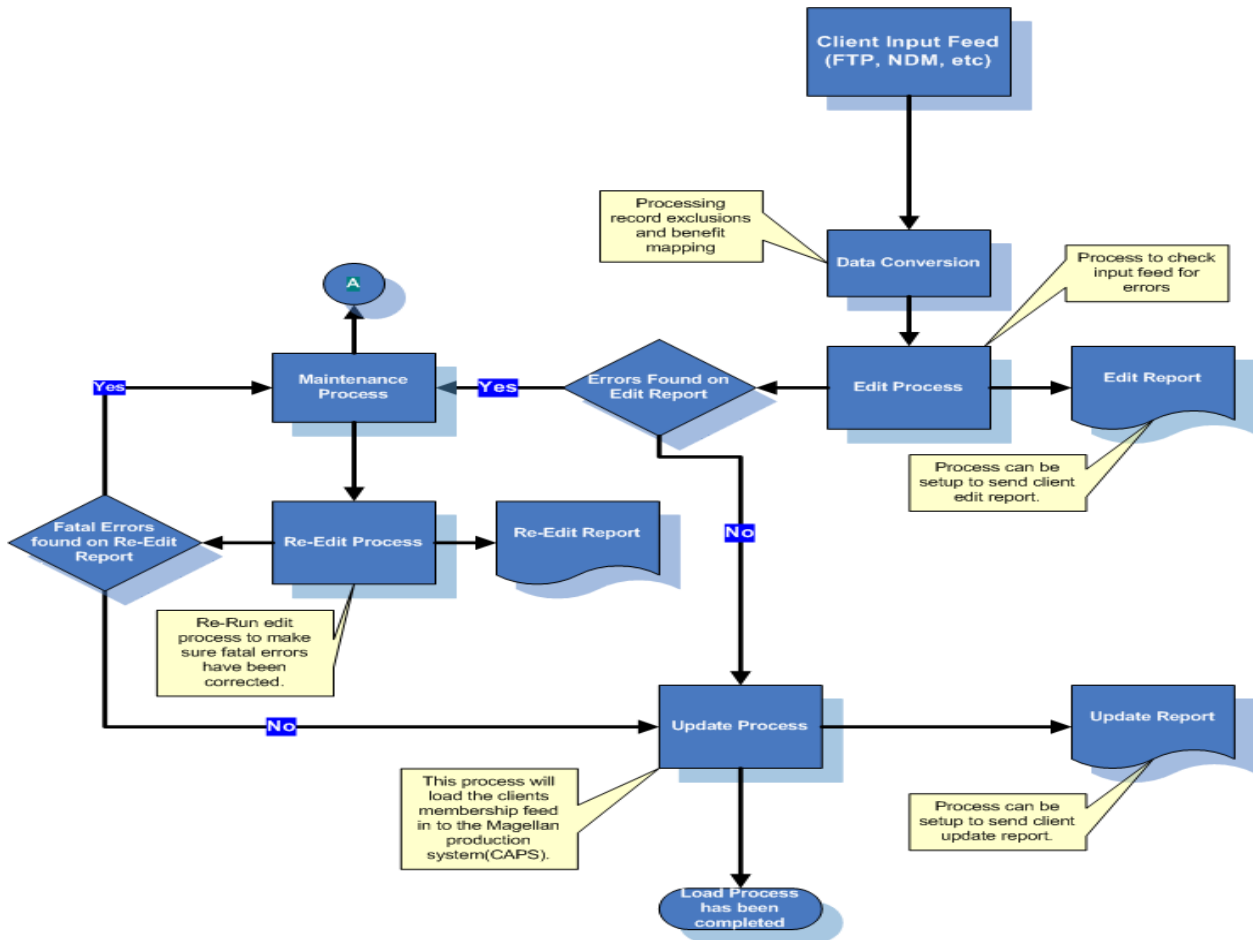 Client Input Feed
(FTP, NDM, etc)
Processing
record exclusions
and benefit
mapping
Data Conversion
Process to check
input feed for
errors
A
Maintenance
Process
Yes
Yes
Errors Found on
Edit Report
Edit Process
Edit Report
Process can be
setup to send client
edit report.
Fatal Errors
found on Re-Edit
Report
Re-Edit Process
Re-Edit Report
No
Re-Run edit
process to make
sure fatal errors
have been
corrected.
No
Update Process
Update Report
This process will
load the clients
membership feed
in to the Magellan
production
system(CAPS).
Process can be
setup to send client
update report.
Load Process
has been
completed